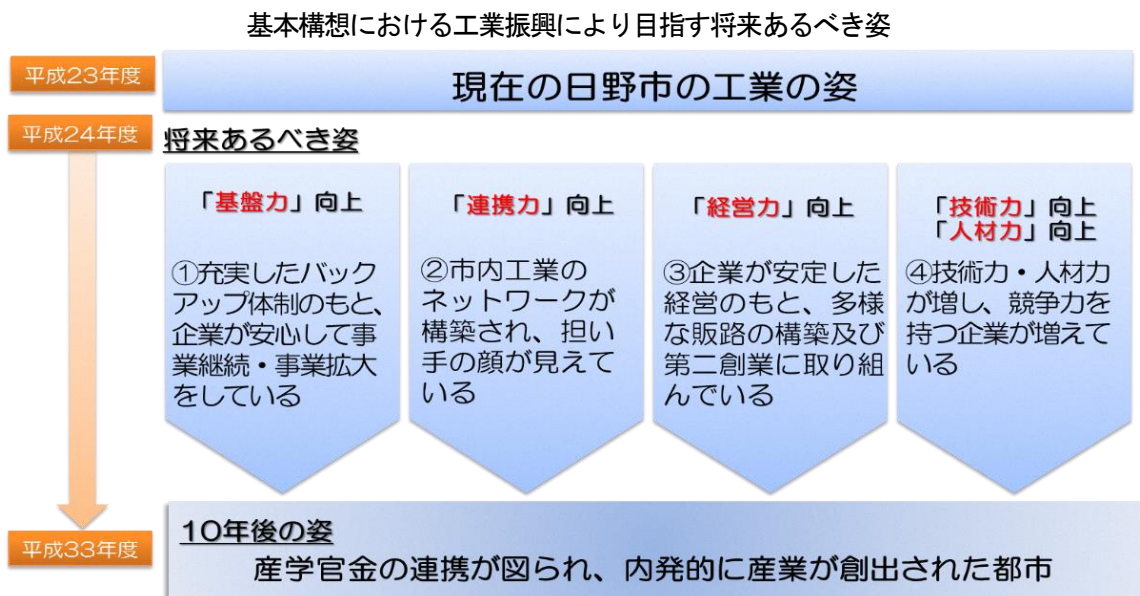 基本構想における工業振興により目指す将来あるべき姿
平成23年度
現在の日野市の工業の姿
平成24年度
将来あるべき姿
「基盤力」向上
①充実したバック
アップ体制のもと、
企業が安心して事
業継続・事業拡大
をしている
「連携力」向上
②市内工業の
ネットワークが
構築され、担い
手の顔が見えて
いる
「経営力」向上
③企業が安定した
経営のもと、多様
な販路の構築及び
第二創業に取り組
んでいる
「技術力」向上
「人材力」向上
④技術力・人材力
が増し、競争力を
持つ企業が増えて
いる
平成33年度
10年後の姿
産学官金の連携が図られ、内発的に産業が創出された都市